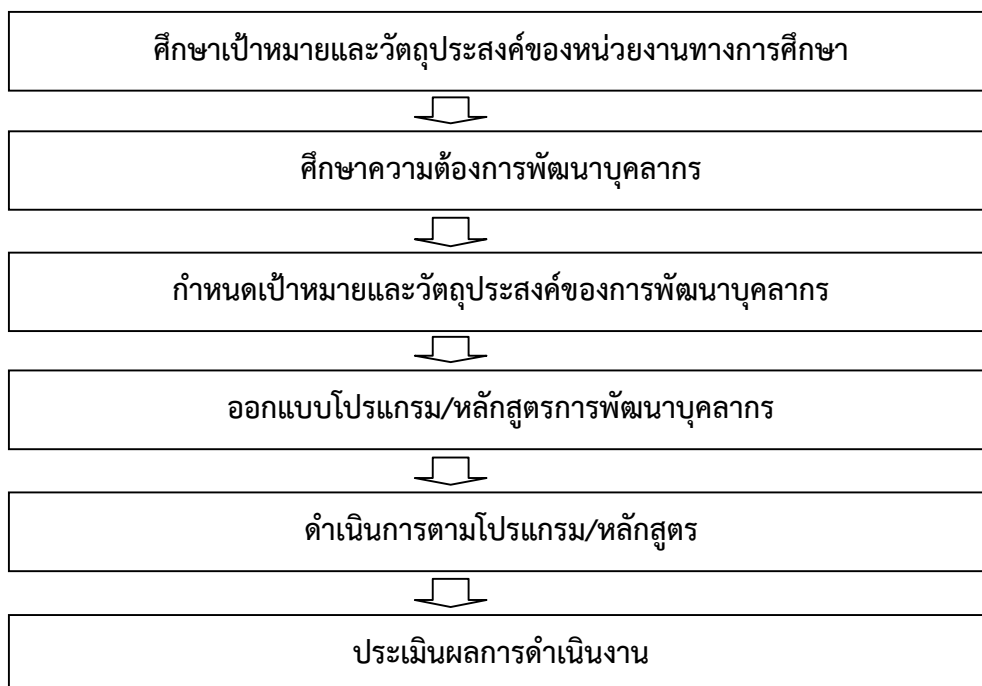 ศึกษาเป้าหมายและวัตถุประสงค์ของหน่วยงานทางการศึกษา
ศึกษาความต้องการพัฒนาบุคลากร
กำหนดเป้าหมายและวัตถุประสงค์ของการพัฒนาบุคลากร
ออกแบบโปรแกรม/หลักสูตรการพัฒนาบุคลากร
ดำเนินการตามโปรแกรม/หลักสูตร
ประเมินผลการดำเนินงาน